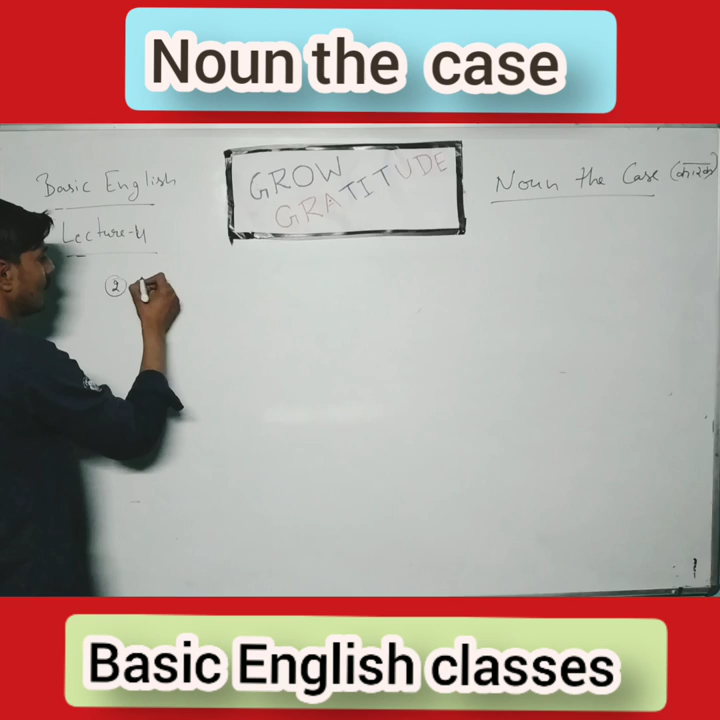 Noun the case
Basic English
Lecture-4
GROW
GRATITUDE
Noun the Case (कारक)
2
Basic English classes